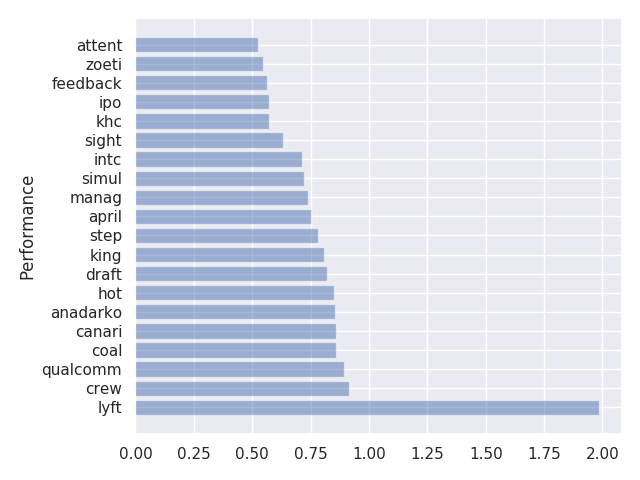 attent
zoeti
feedback
ipo
khc
sight
intc
simul
manag
april
step
king
draft
hot
anadarko
canari
coal
qualcomm
crew
lyft
Performance
0.00 0.25 0.50 0.75 1.00 1.25 1.50 1.75 2.00